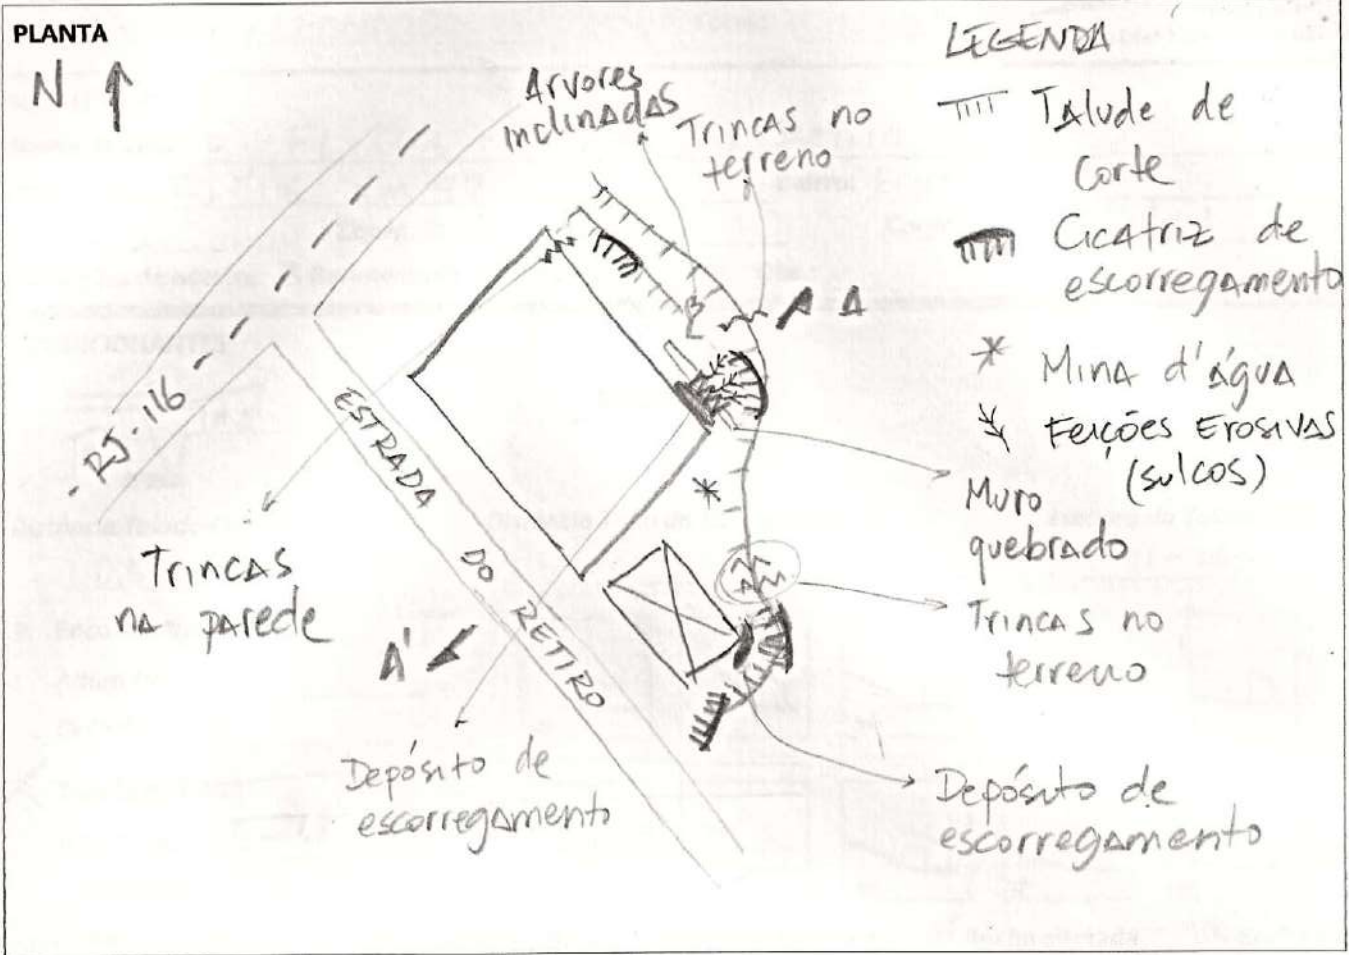 PLANTA
N
Arvores
inclinadas
Trincas no
terreno
LEGENDA
Talude de
corte
Cicatriz de
escorregamento
Mina d'água
Feições Erosivas
(sulcos)
A
RJ-116
ESTRADA
DO
RETIRO
Muro
quebrado
Trincas
na parede
Trincas no
terreno
A'
Depósito de
escorregamento
Depósito de
escorregamento